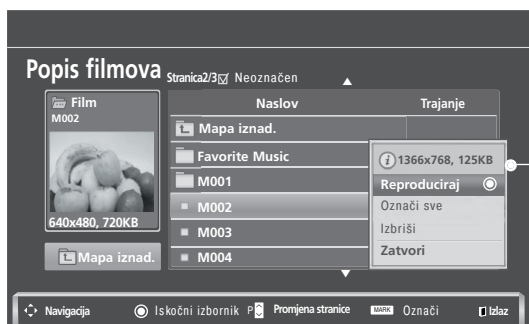 Popis filmova Stranica2/3 Neoznačen
Film
M002
640x480, 720KB
Mapa iznad.
Naslov Trajanje
Mapa iznad.
Favorite Music
M001
M002
M003
M004
1366x768, 125KB
Reproduciraj
Označi sve
Izbriši
Zatvori
Navigacija Iskočni izbornik P Promjena stranice MARK Označi Izlaz